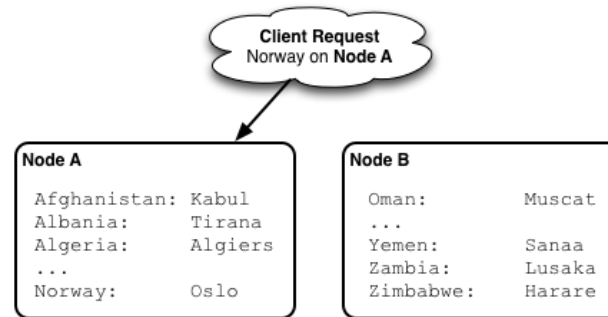 Client Request
Norway on Node A
Node A
Afghanistan: Kabul
Albania: Tirana
Algeria: Algiers
...
Norway: Oslo
Node B
Oman: Muscat
...
Yemen: Sanaa
Zambia: Lusaka
Zimbabwe: Harare